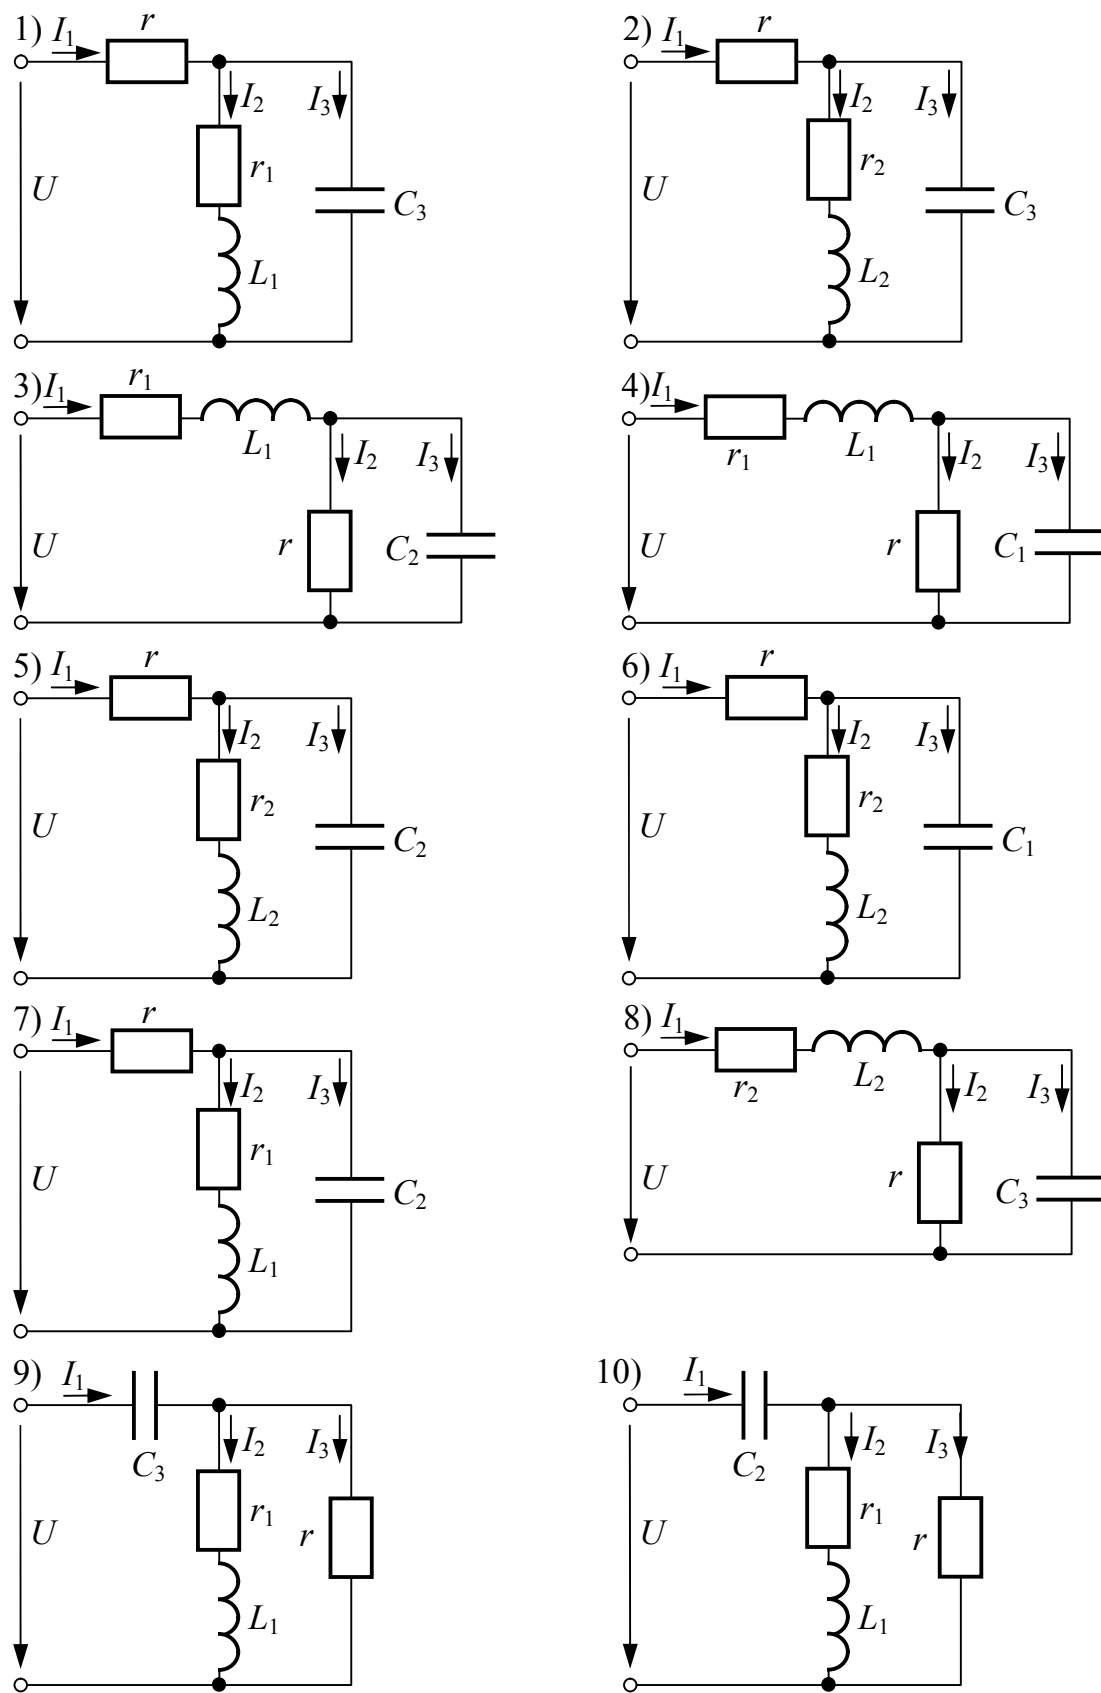 1) I₁ r
I₂ I₃
r₁
U C₃
L₁
2) I₁ r
I₂ I₃
r₂
U C₃
L₂
3) I₁ r₁
L₁ I₂ I₃
U r C₂
4) I₁ r₁ L₁
I₂ I₃
U r C₁
5) I₁ r
I₂ I₃
r₂
U C₂
L₂
6) I₁ r
I₂ I₃
r₂
U C₁
L₂
7) I₁ r
I₂ I₃
r₁
U C₂
L₁
8) I₁
r₂ L₂ I₂ I₃
U r C₃
9) I₁
C₃ I₂ I₃
r₁
U r
L₁
10) I₁
C₂ I₂ I₃
r₁
U r
L₁